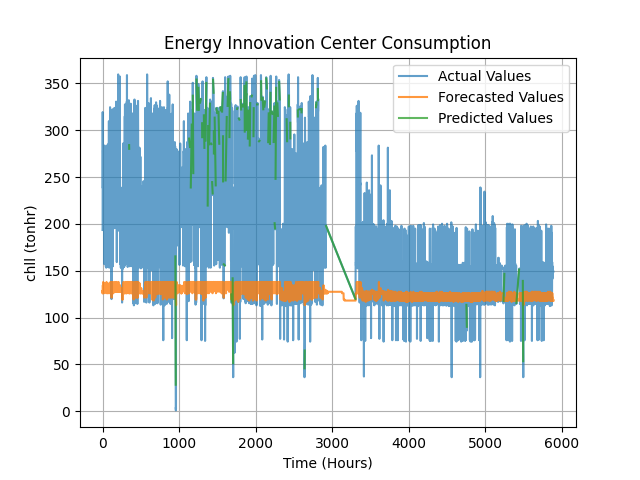 Energy Innovation Center Consumption
Actual Values
Forecasted Values
Predicted Values
350
300
250
200
150
100
50
0
chll (tonhr)
0 1000 2000 3000 4000 5000 6000
Time (Hours)